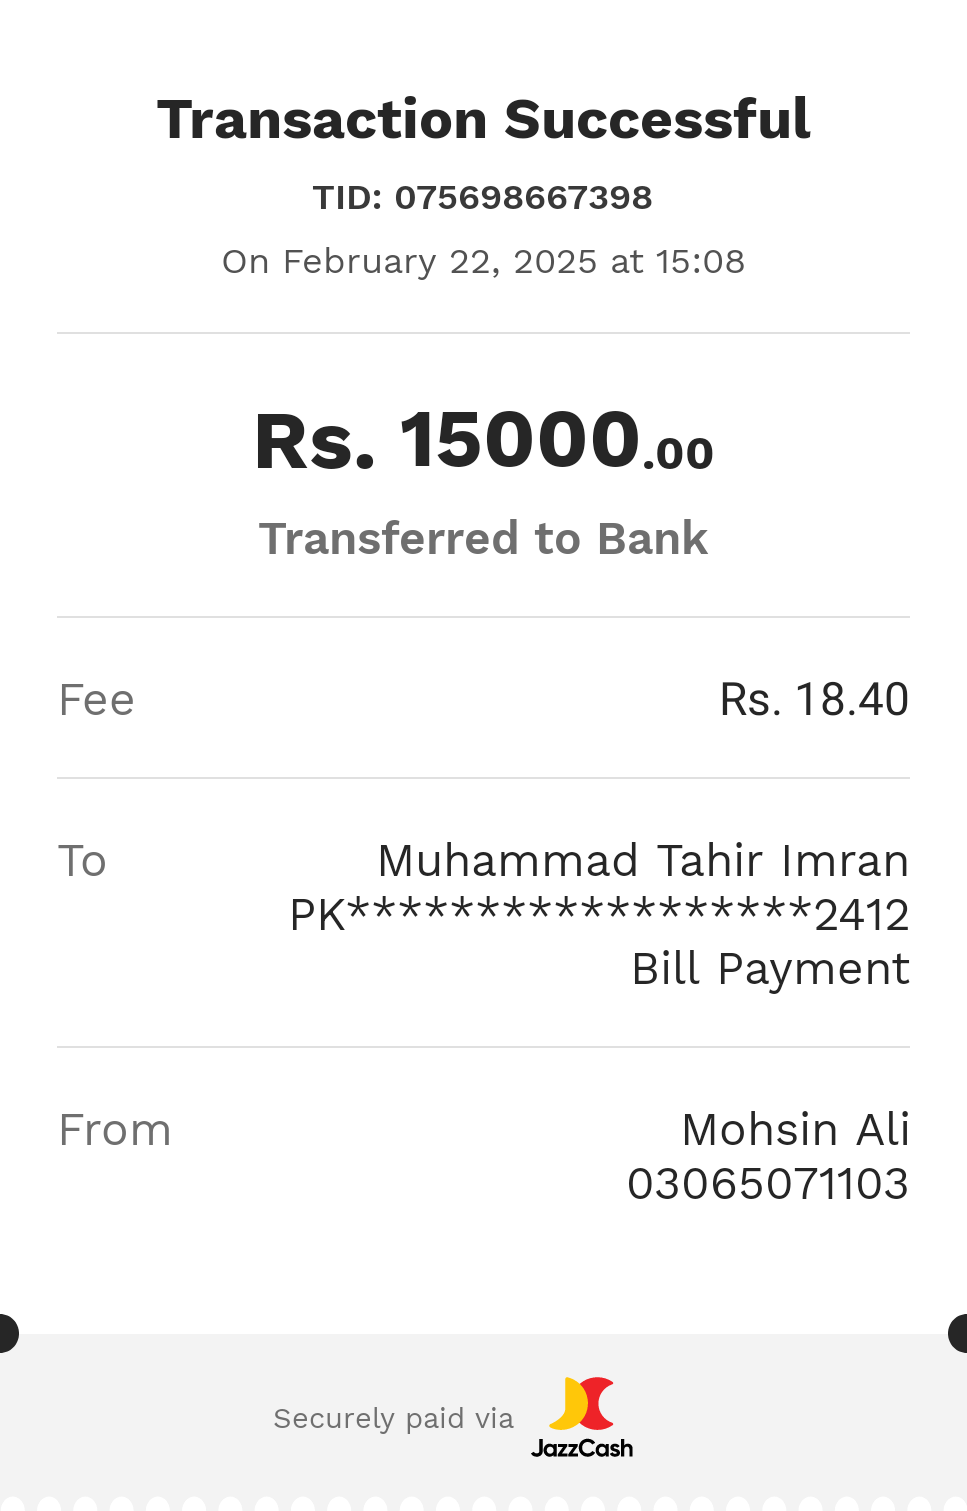 Transaction Successful
TID: 075698667398
On February 22, 2025 at 15:08
Rs. 15000.00
Transferred to Bank
Fee Rs. 18.40
To Muhammad Tahir Imran
PK******************2412
Bill Payment
From Mohsin Ali
03065071103
Securely paid via JazzCash